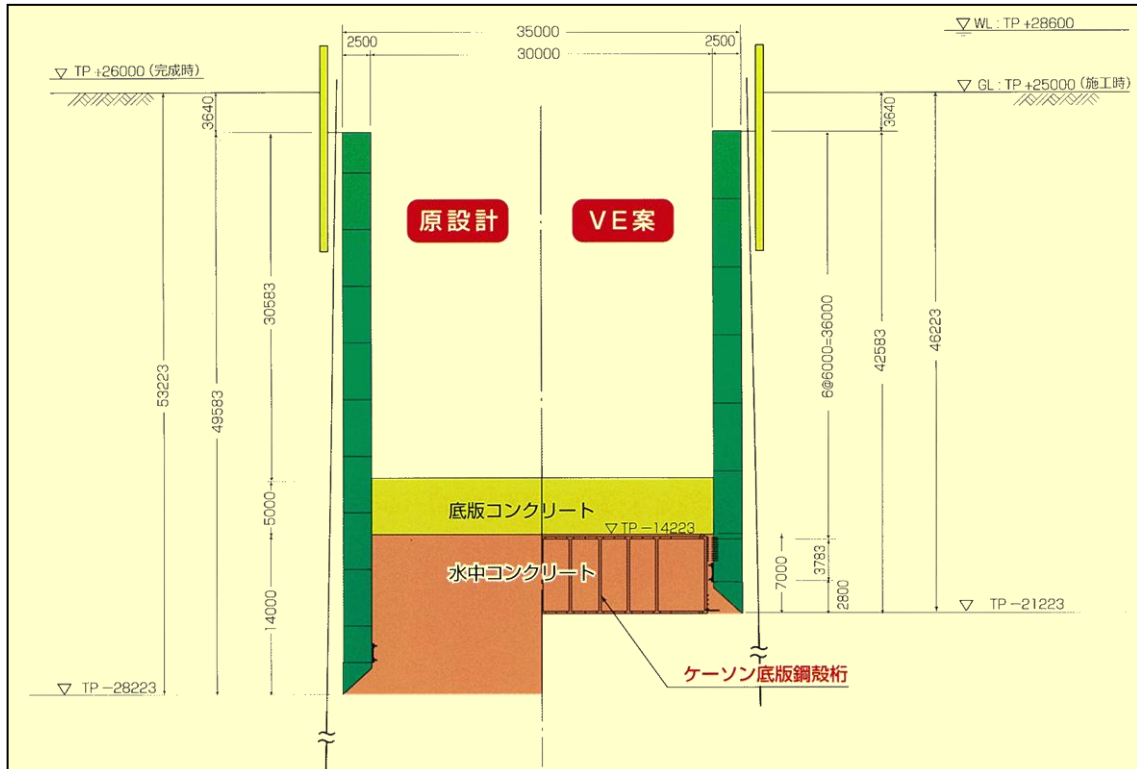 35000
2500
2500
30000
▽ WL : TP +28600
▽ TP +26000 (完成時)
▽ GL : TP +25000 (施工時)
3640
3640
原設計
VE案
30583
53223
49583
6@6000=36000
42583
46223
底版コンクリート
5000
▽ TP −14223
水中コンクリート
14000
7000
3783
2800
▽ TP −21223
ケーソン底版鋼殻桁
▽ TP −28223